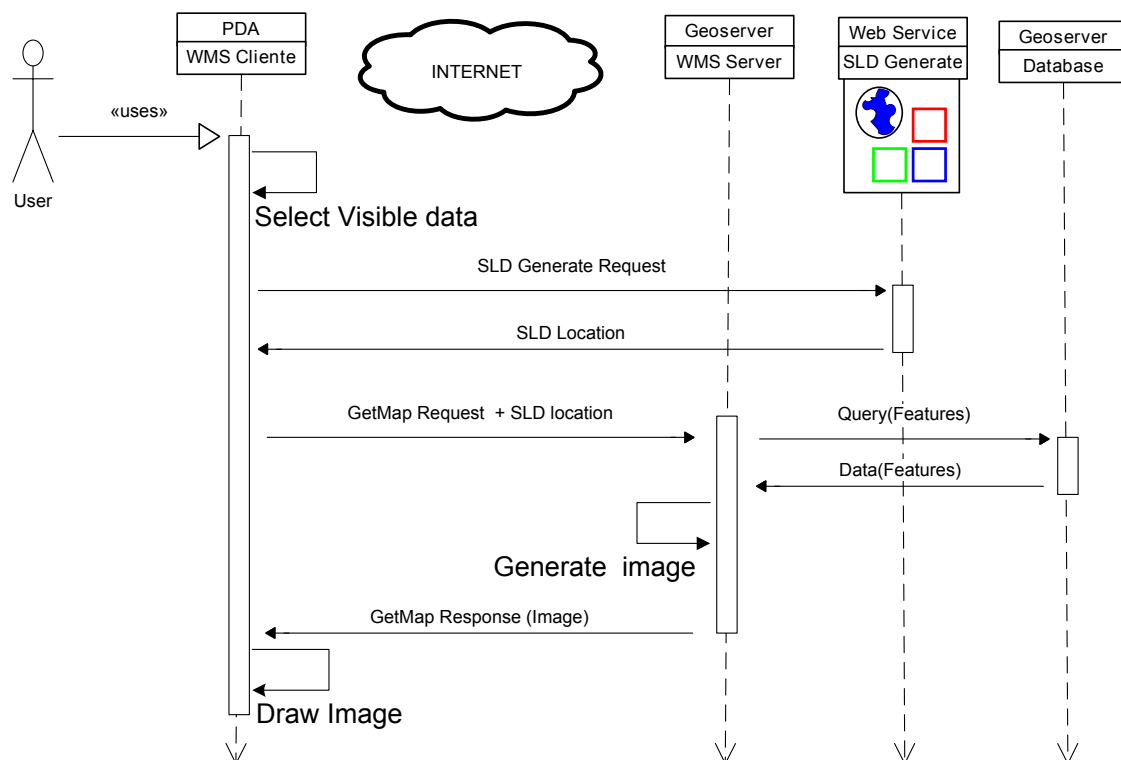 PDA
WMS Cliente
INTERNET
Geoserver
WMS Server
Web Service
SLD Generate
Geoserver
Database
«uses»
User
Select Visible data
SLD Generate Request
SLD Location
GetMap Request + SLD location
Query(Features)
Data(Features)
Generate image
GetMap Response (Image)
Draw Image